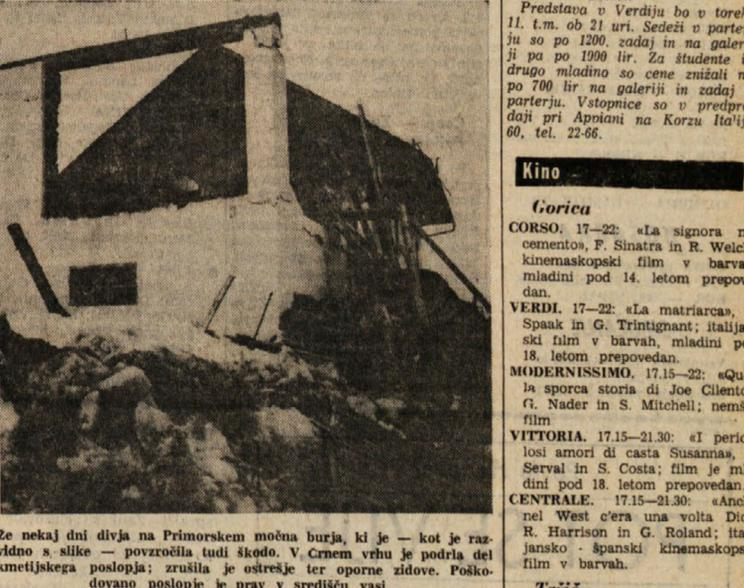 Že nekaj dni divja na Primorskem močna burja, ki je — kot je raz-
vidno s slike — povzročila tudi škodo. V Črnem vrhu je podrla del
kmetijskega poslopja; zrušila je ostrešje ter oporne zidove. Poško-
dovano poslopje je prav v središču vasi
Predstava v Verdiju bo v torek
11. t.m. ob 21 uri. Sedeži v parte-
ju so po 1200, zadaj in na galer
ji pa po 1000 lir. Za študente i
drugo mladino so cene znižali n
po 700 lir na galeriji in zadaj
parterju. Vstopnice so v predpr
daji pri Appiani na Korzu Ital
60, tel. 22-66.
Kino
Gorica
CORSO. 17—22: «La signora n
cemento», F. Sinatra in R. Welc
kinemaskopski film v barva
mladini pod 14. letom prepov
dan.
VERDI. 17—22: «La matriarca»,
Spaak in G. Trintignant; italija
ski film v barvah, mladini po
18. letom prepovedan.
MODERNISSIMO. 17.15—22: «Qu
la sporca storia di Joe Cilento
G. Nader in S. Mitchell; nemš
film
VITTORIA. 17.15—21.30: «I peric
losi amori di casta Susanna»,
Serval in S. Costa; film je ml
dini pod 18. letom prepovedan.
CENTRALE. 17.15—21.30: «Anc
nel West c'era una volta Dio
R. Harrison in G. Roland; ita
jansko - španski kinemaskops
film v barvah.